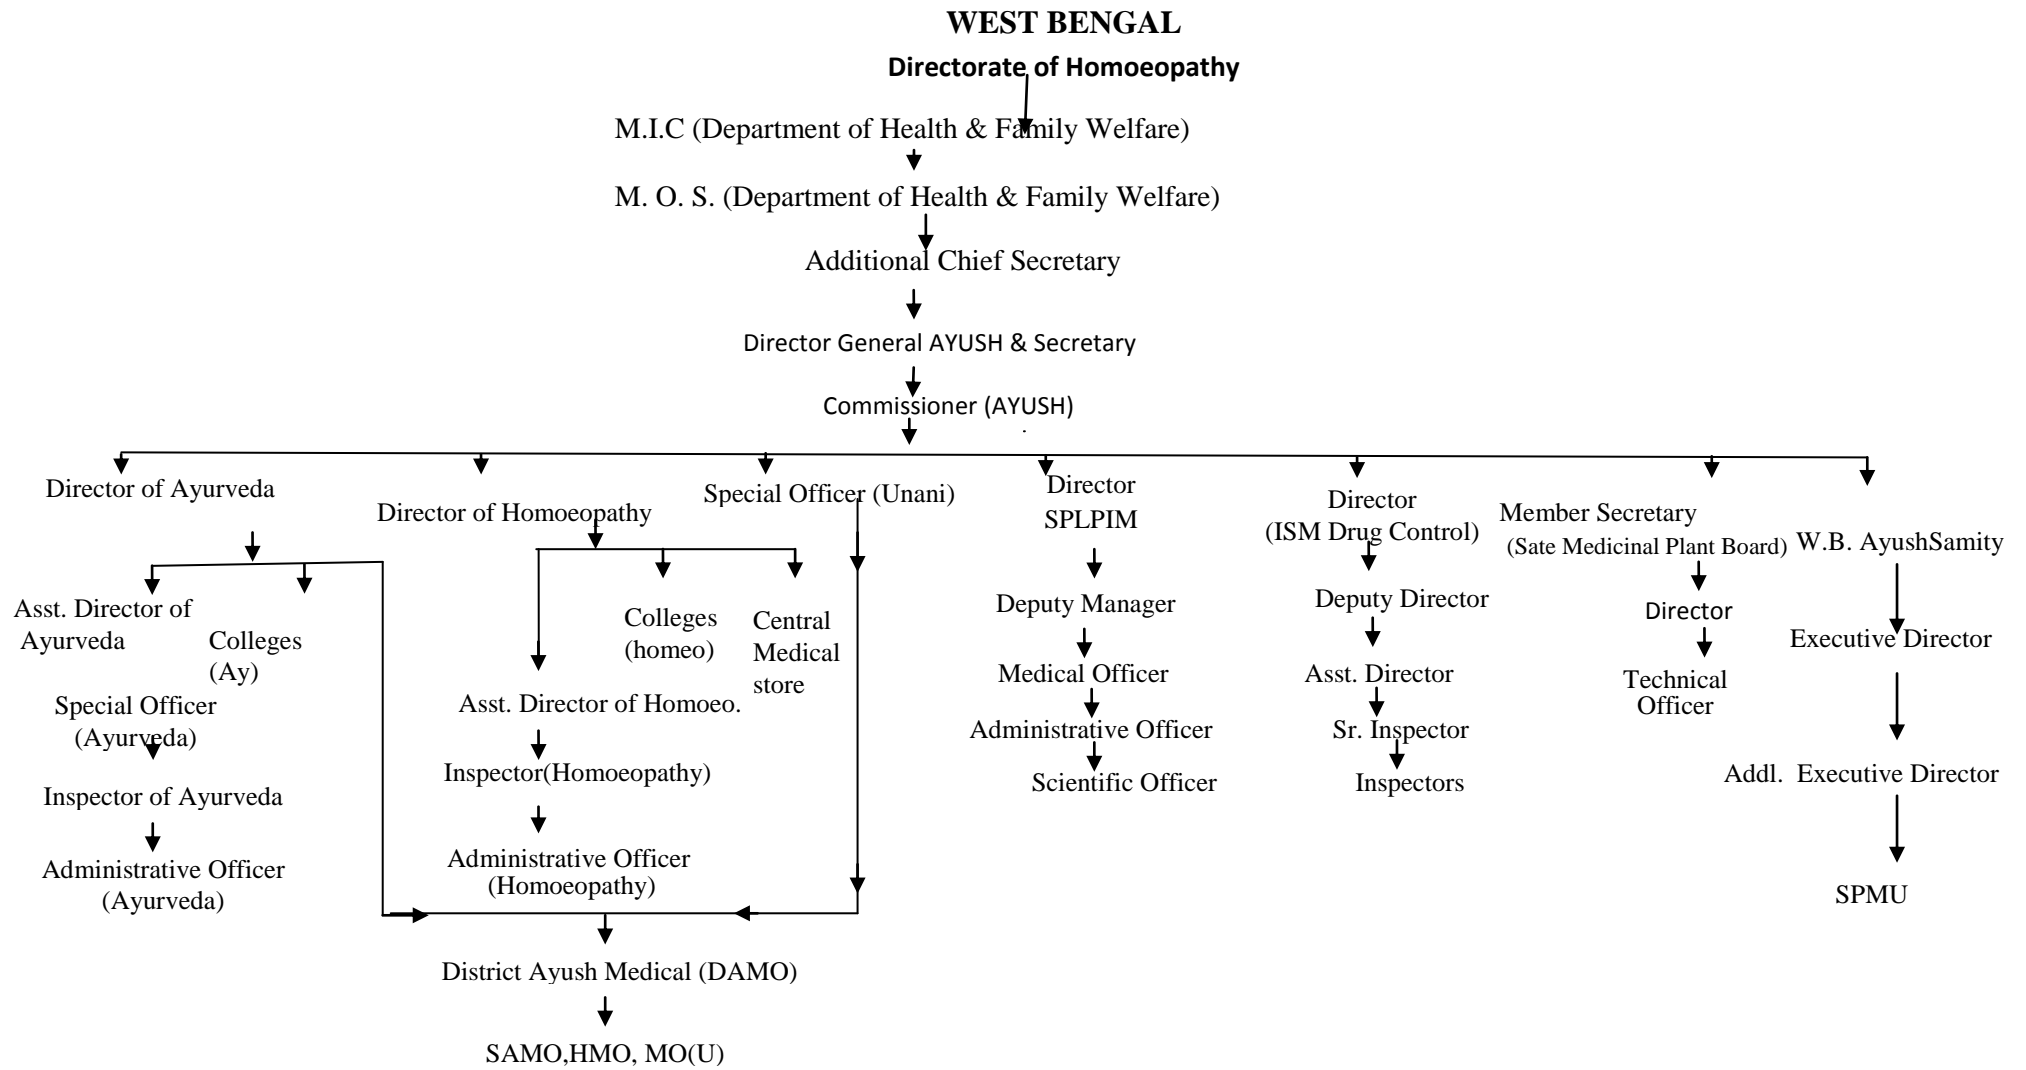 WEST BENGAL
Directorate of Homoeopathy
M.I.C (Department of Health & Family Welfare)
M. O. S. (Department of Health & Family Welfare)
Additional Chief Secretary
Director General AYUSH & Secretary
Commissioner (AYUSH)
Director of Ayurveda
Asst. Director of
Ayurveda
Colleges
(Ay)
Special Officer
(Ayurveda)
Inspector of Ayurveda
Administrative Officer
(Ayurveda)
Director of Homoeopathy
Colleges
(homeo)
Central
Medical
store
Asst. Director of Homoeo.
Inspector(Homoeopathy)
Administrative Officer
(Homoeopathy)
Special Officer (Unani)
District Ayush Medical (DAMO)
SAMO,HMO, MO(U)
Director
SPLPIM
Deputy Manager
Medical Officer
Administrative Officer
Scientific Officer
Director
(ISM Drug Control)
Deputy Director
Asst. Director
Sr. Inspector
Inspectors
Member Secretary
(Sate Medicinal Plant Board)
Director
Technical
Officer
W.B. AyushSamity
Executive Director
Addl.  Executive Director
SPMU